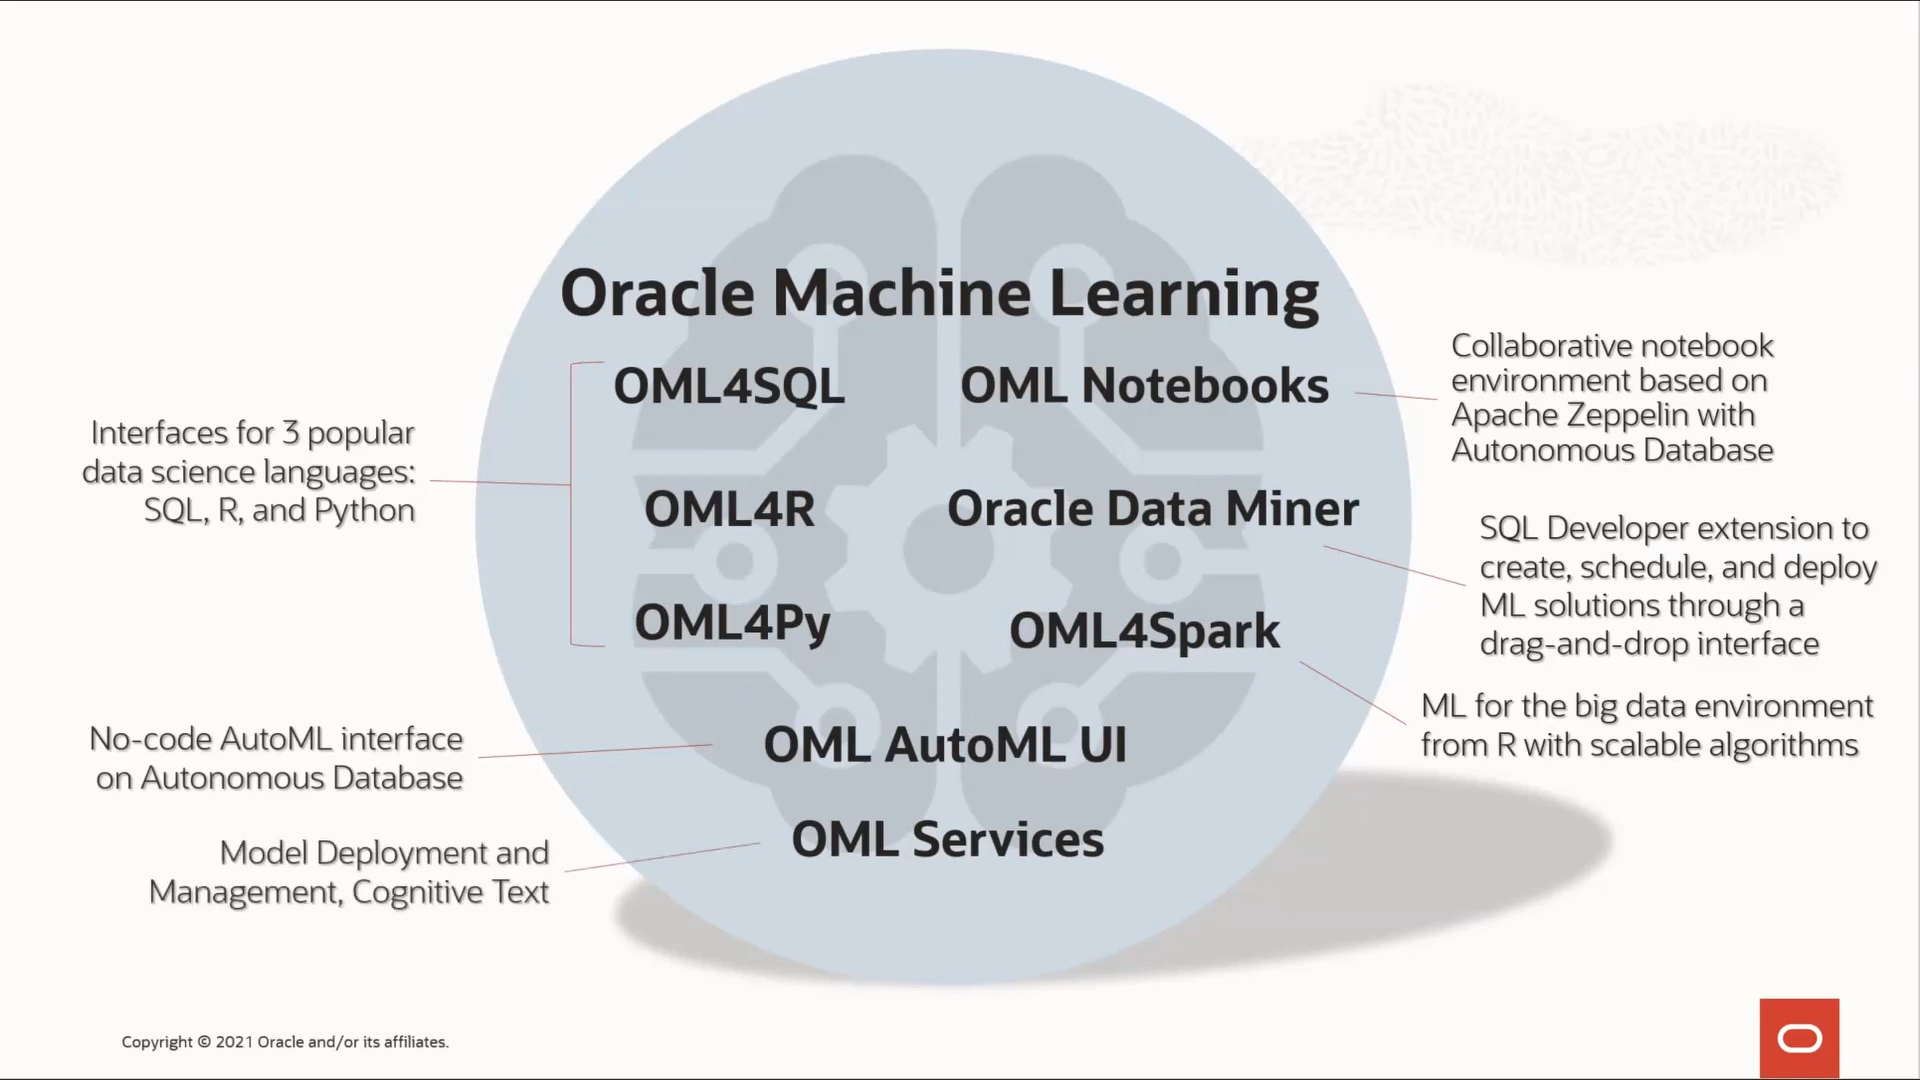 Oracle Machine Learning
OML4SQL
OML4R
OML4Py
OML Notebooks
Oracle Data Miner
OML4Spark
OML AutoML UI
OML Services
Interfaces for 3 popular
data science languages:
SQL, R, and Python
No-code AutoML interface
on Autonomous Database
Model Deployment and
Management, Cognitive Text
Collaborative notebook
environment based on
Apache Zeppelin with
Autonomous Database
SQL Developer extension to
create, schedule, and deploy
ML solutions through a
drag-and-drop interface
ML for the big data environment
from R with scalable algorithms
Copyright © 2021 Oracle and/or its affiliates.